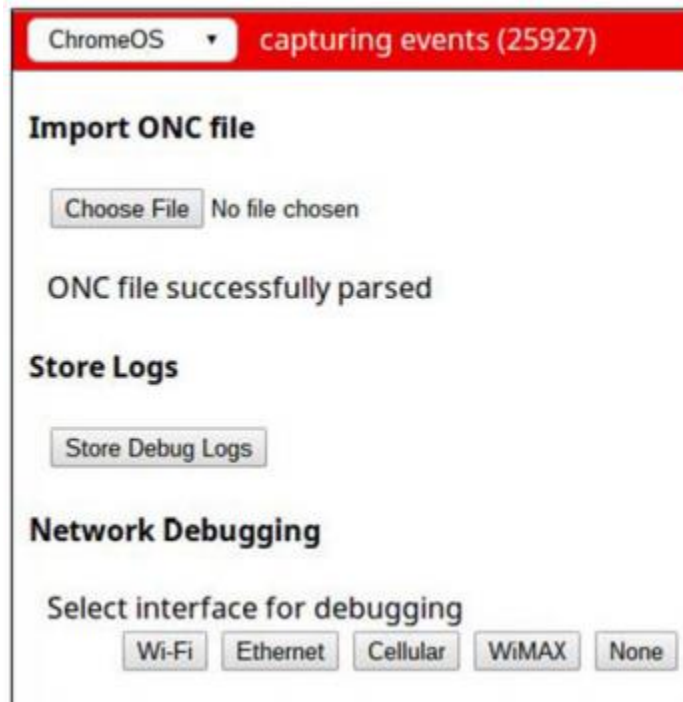 ChromeOS ▼ capturing events (25927)
Import ONC file
Choose File No file chosen
ONC file successfully parsed
Store Logs
Store Debug Logs
Network Debugging
Select interface for debugging
Wi-Fi Ethernet Cellular WiMAX None